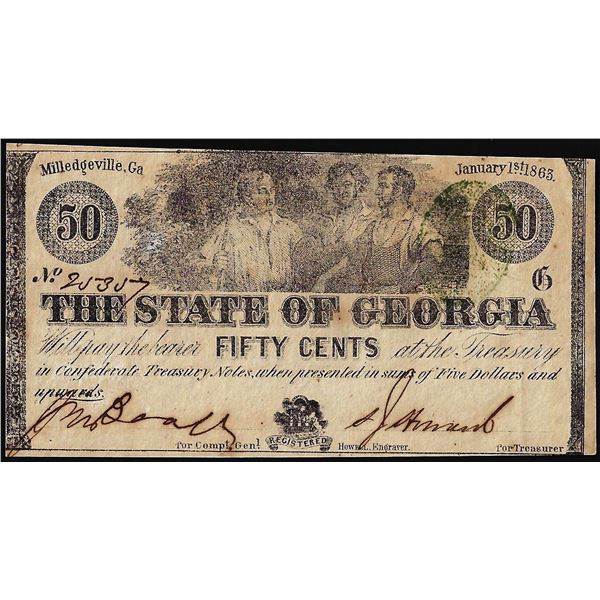 Milledgeville, Ga January 1st. 1863.
50 50
No 25357 G
THE STATE OF GEORGIA
Will pay the bearer FIFTY CENTS at the Treasury
in Confederate Treasury Notes, when presented in sums of Five Dollars and
upwards.
REGISTERED
for Compt. Genl. Howell, Engraver. for Treasurer